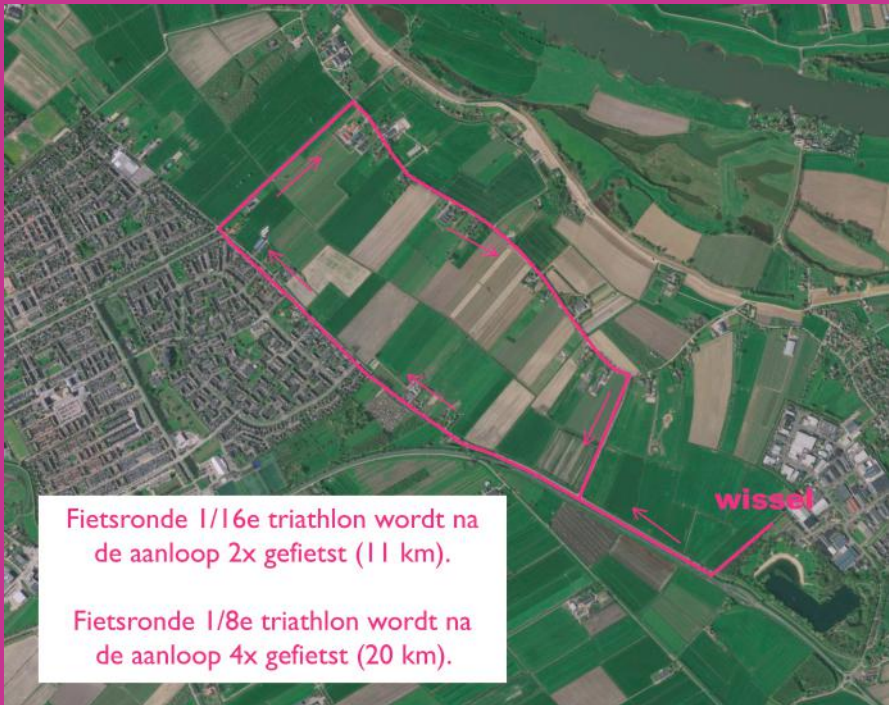 wissel
Fietsronde 1/16e triathlon wordt na
de aanloop 2x gefietst (11 km).
Fietsronde 1/8e triathlon wordt na
de aanloop 4x gefietst (20 km).